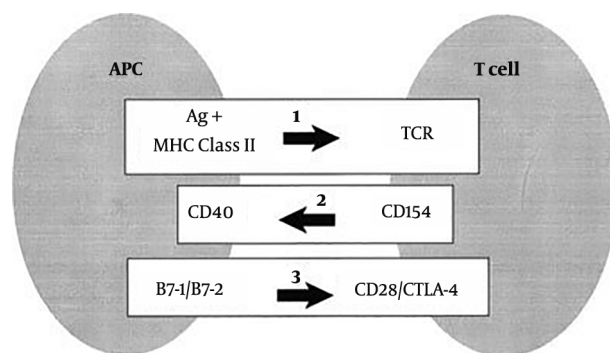 APC
T cell
Ag +
MHC Class II
1
TCR
CD40
2
CD154
B7-1/B7-2
3
CD28/CTLA-4